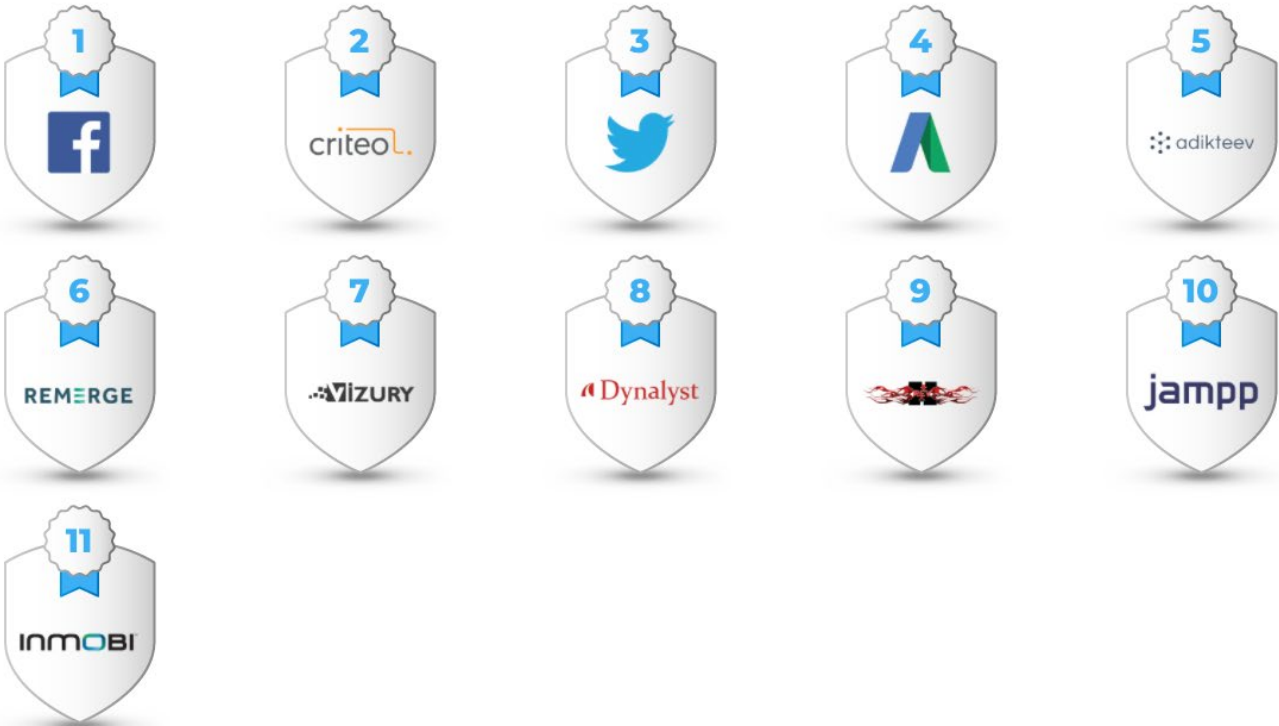 1
2
3
4
5
f
criteo
adikteev
6
7
8
9
10
REMERGE
VIZURY
Dynalyst
X
jampp
11
INMOBI